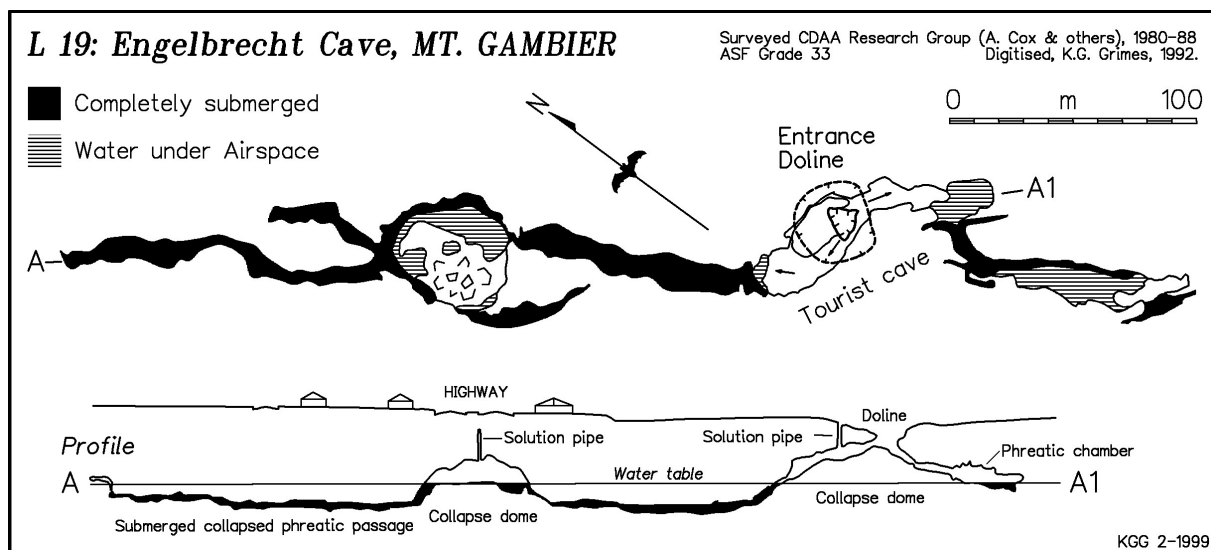 L 19: Engelbrecht Cave, MT. GAMBIER
Surveyed CDAA Research Group (A. Cox & others), 1980-88
ASF Grade 33
Digitised, K.G. Grimes, 1992.
Completely submerged
Water under Airspace
0 m 100
N
Entrance
Doline
A1
A
Tourist cave
HIGHWAY
Doline
Profile
Solution pipe
Solution pipe
Phreatic chamber
Water table
A
A1
Submerged collapsed phreatic passage
Collapse dome
Collapse dome
KGG 2-1999